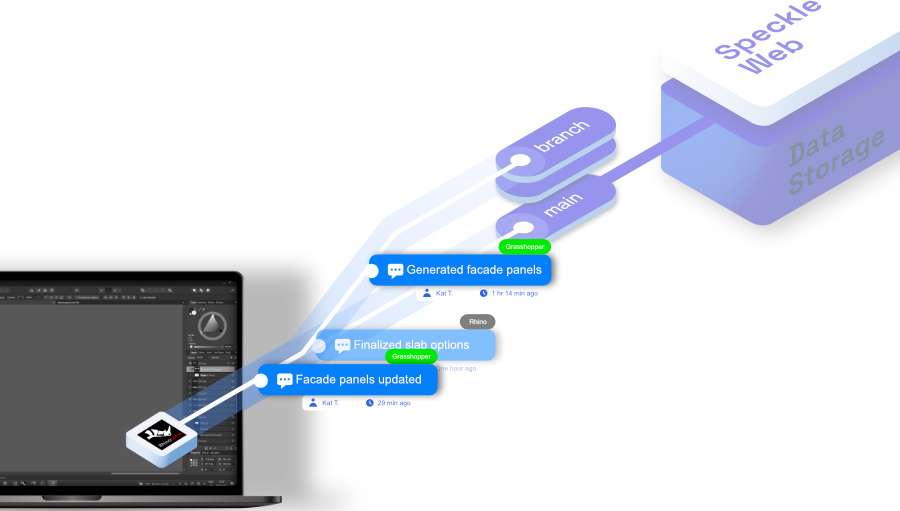 Speckle
Web
Data
Storage
branch
main
Grasshopper
Generated facade panels
Kat T.
1 hr 14 min ago
Rhino
Finalized slab options
One hour ago
Grasshopper
Facade panels updated
Kat T.
29 min ago